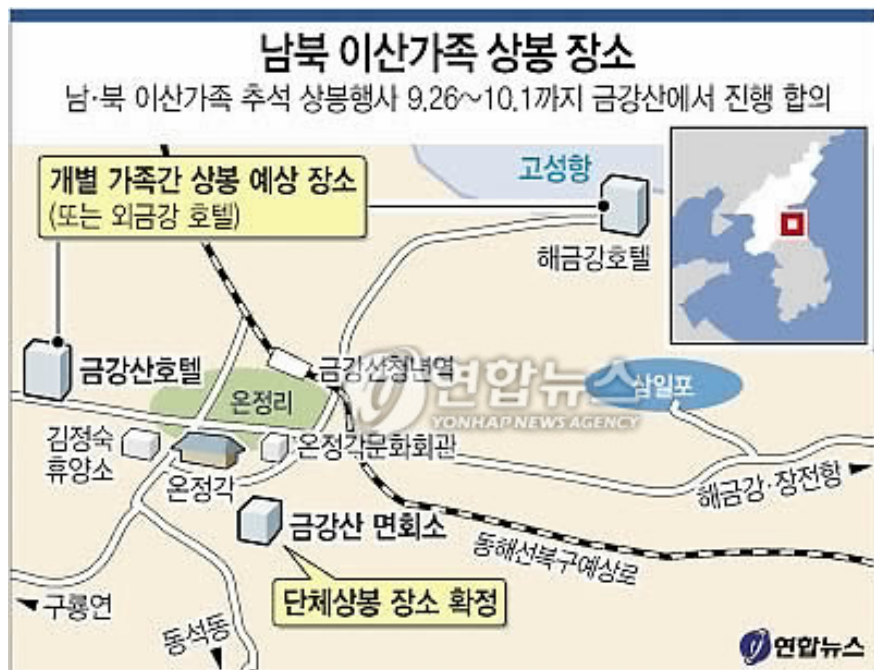 남북 이산가족 상봉 장소
남·북 이산가족 추석 상봉행사 9.26~10.1까지 금강산에서 진행 합의
개별 가족간 상봉 예상 장소
(또는 외금강 호텔)
고성항
해금강호텔
금강산호텔
금강산청년역
온정리
연합뉴스
YONHAP NEWS AGENCY
삼일포
김정숙
휴양소
온정각
온정각문화회관
해금강·장전항
금강산 면회소
동해선북구예상로
단체상봉 장소 확정
구룡연
동석동
연합뉴스